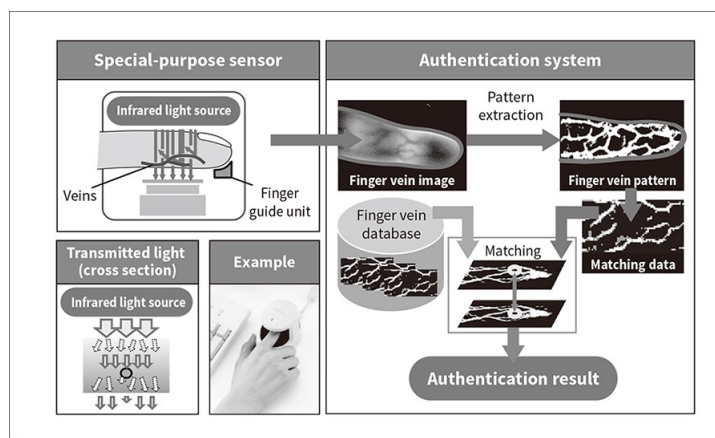 Special-purpose sensor
Infrared light source
Veins
Finger
guide unit
Transmitted light
(cross section)
Infrared light source
Example
Authentication system
Pattern
extraction
Finger vein image
Finger vein pattern
Finger vein
database
Matching
Matching data
Authentication result